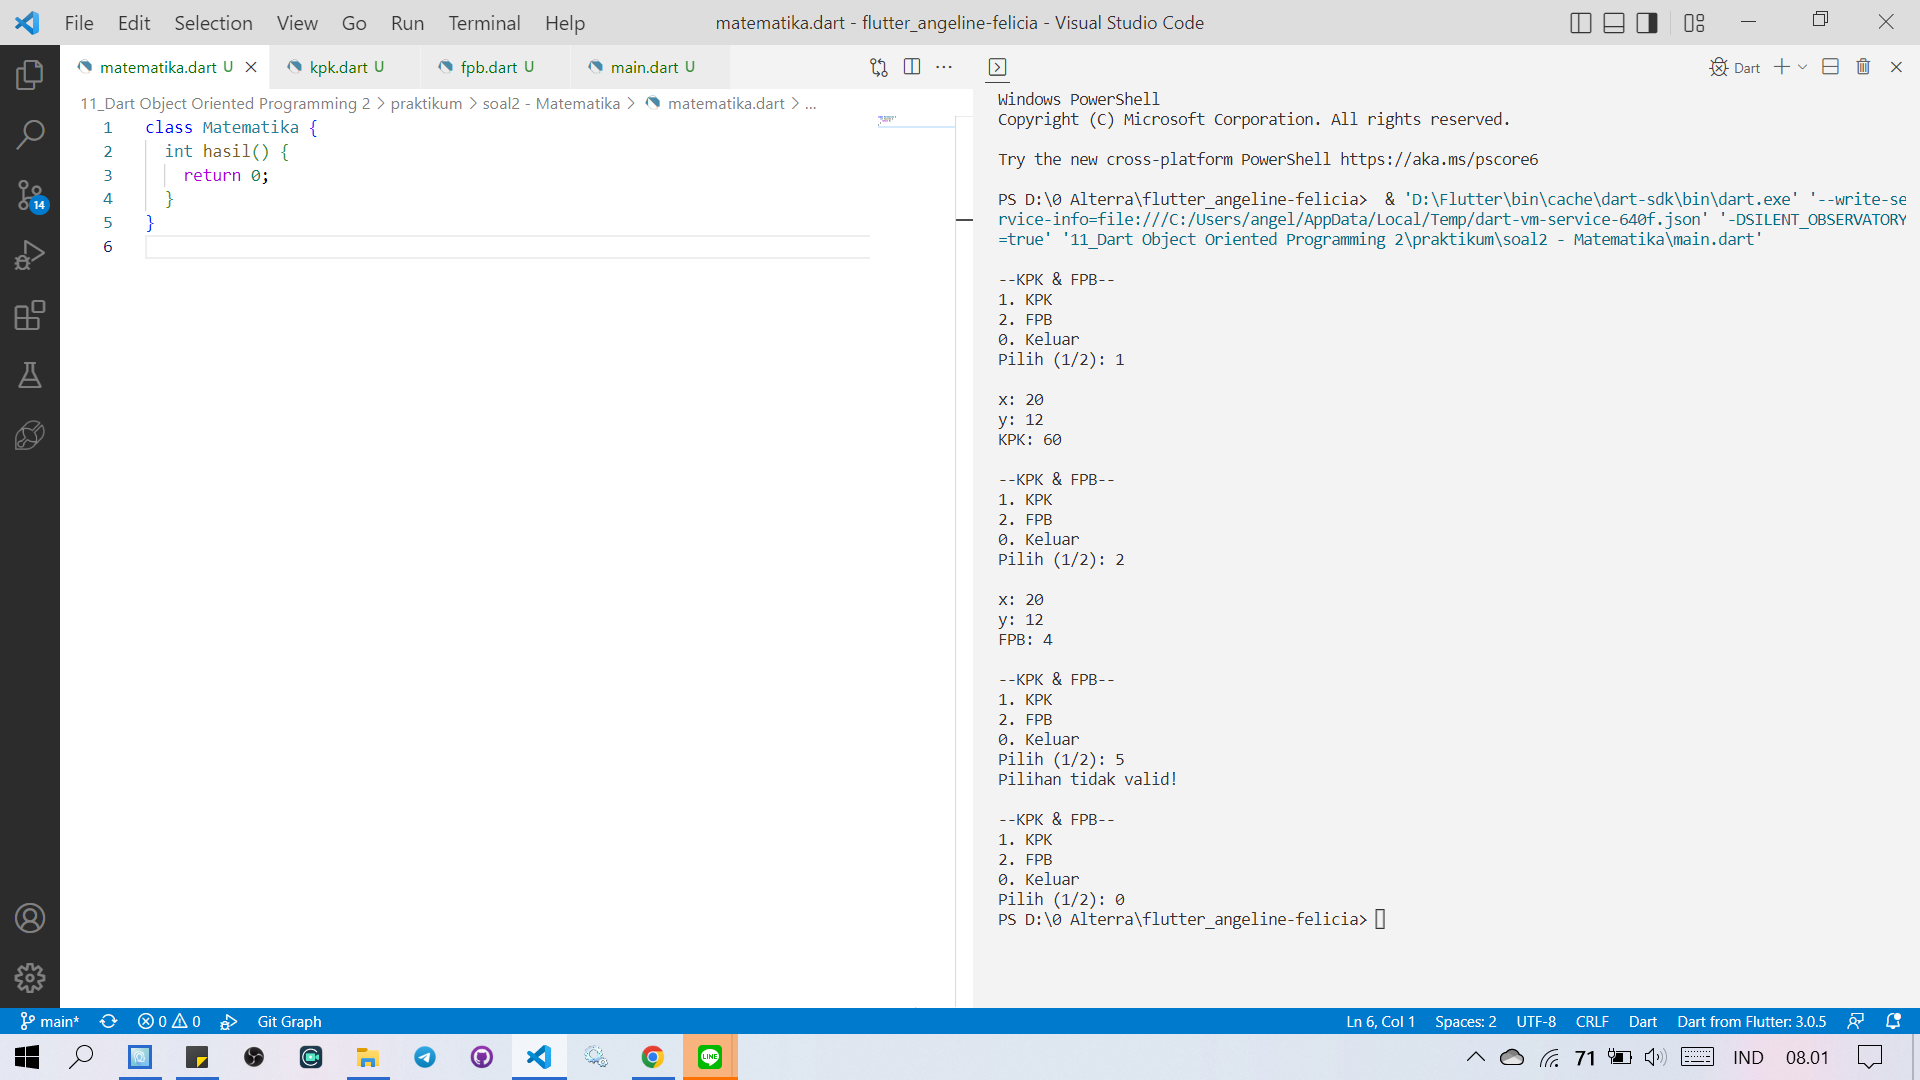 File Edit Selection View Go Run Terminal Help
matematika.dart - flutter_angeline-felicia - Visual Studio Code
matematika.dart U
kpk.dart U
fpb.dart U
main.dart U
11_Dart Object Oriented Programming 2 > praktikum > soal2 - Matematika > matematika.dart > ...
1 class Matematika {
2 int hasil() {
3 return 0;
4 }
5 }
6
14
Dart
Windows PowerShell
Copyright (C) Microsoft Corporation. All rights reserved.
Try the new cross-platform PowerShell https://aka.ms/pscore6
PS D:\0 Alterra\flutter_angeline-felicia>  & 'D:\Flutter\bin\cache\dart-sdk\bin\dart.exe' '--write-se
rvice-info=file:///C:/Users/angel/AppData/Local/Temp/dart-vm-service-640f.json' '-DSILENT_OBSERVATORY
=true' '11_Dart Object Oriented Programming 2\praktikum\soal2 - Matematika\main.dart'
--KPK & FPB--
1. KPK
2. FPB
0. Keluar
Pilih (1/2): 1
x: 20
y: 12
KPK: 60
--KPK & FPB--
1. KPK
2. FPB
0. Keluar
Pilih (1/2): 2
x: 20
y: 12
FPB: 4
--KPK & FPB--
1. KPK
2. FPB
0. Keluar
Pilih (1/2): 5
Pilihan tidak valid!
--KPK & FPB--
1. KPK
2. FPB
0. Keluar
Pilih (1/2): 0
PS D:\0 Alterra\flutter_angeline-felicia>
main* 0 0 Git Graph
Ln 6, Col 1 Spaces: 2 UTF-8 CRLF Dart Dart from Flutter: 3.0.5
LINE
71 IND 08.01